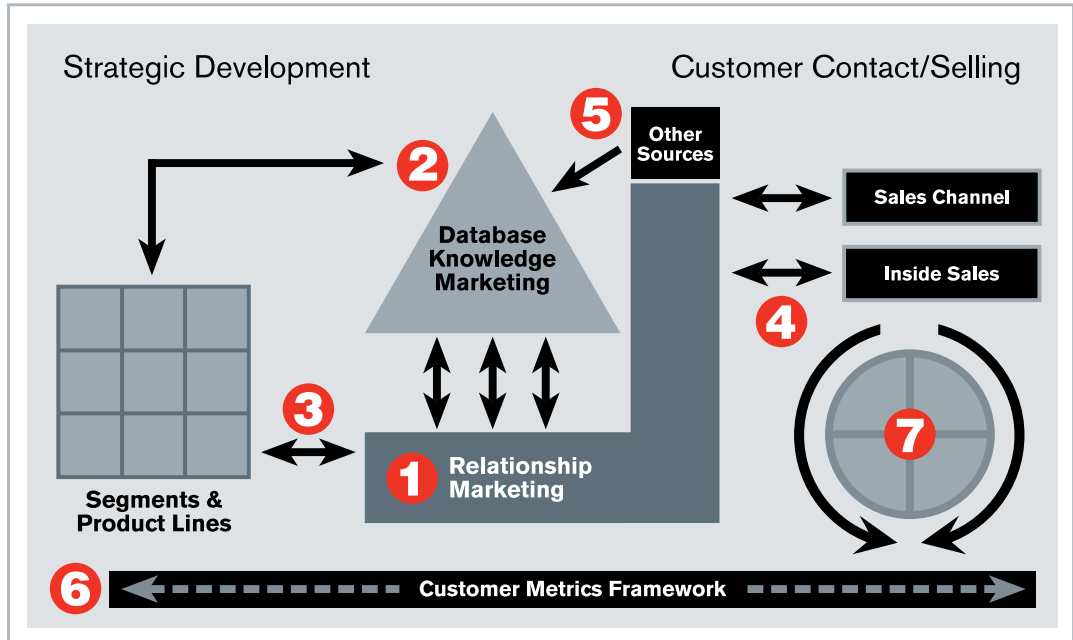 Strategic Development
Customer Contact/Selling
5
Other
Sources
2
Sales Channel
Database
Knowledge
Marketing
Inside Sales
4
3
7
1
Relationship
Marketing
Segments &
Product Lines
6
Customer Metrics Framework